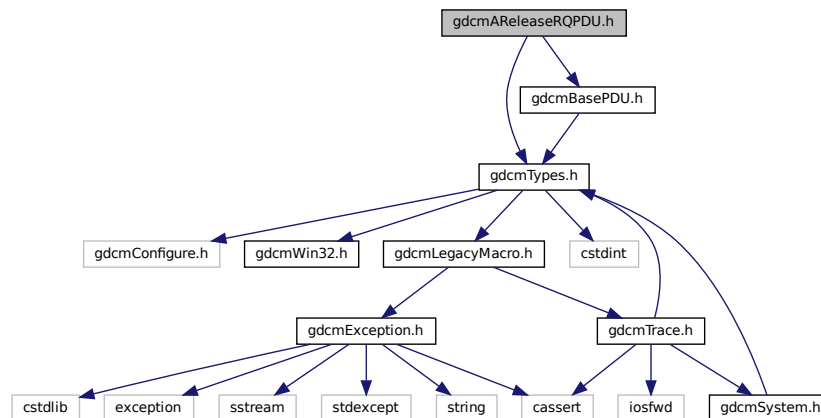 gdcmAReleaseRQPDU.h
gdcmBasePDU.h
gdcmTypes.h
gdcmConfigure.h
gdcmWin32.h
gdcmLegacyMacro.h
cstdint
gdcmException.h
gdcmTrace.h
cstdlib
exception
sstream
stdexcept
string
cassert
iosfwd
gdcmSystem.h